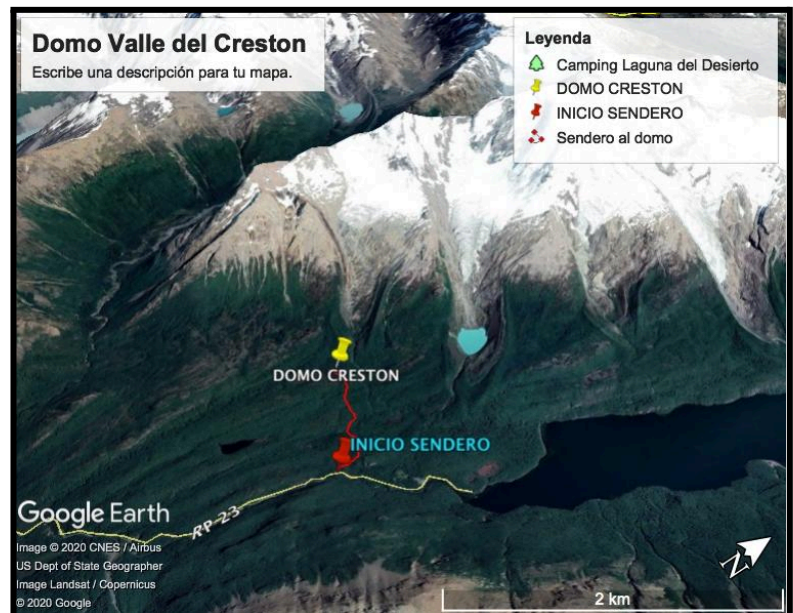 Domo Valle del Creston
Escribe una descripción para tu mapa.
Leyenda
Camping Laguna del Desierto
DOMO CRESTON
INICIO SENDERO
Sendero al domo
DOMO CRESTON
INICIO SENDERO
RP-23
Google Earth
Image © 2020 CNES / Airbus
US Dept of State Geographer
Image Landsat / Copernicus
© 2020 Google
N
2 km